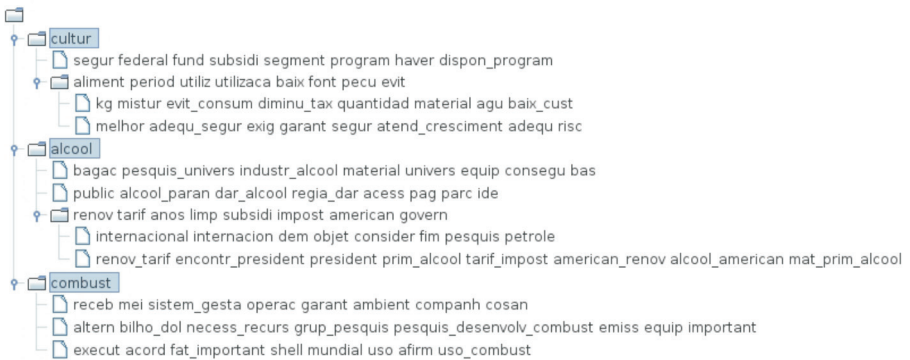 cultur
segur federal fund subsidi segment program haver dispon_program
aliment period utiliz utilizaca baix font pecu evit
kg mistur evit_consum diminu_tax quantidad material agu baix_cust
melhor adequ_segur exig garant segur atend_cresciment adequ risc
alcool
bagac pesquis_univers industr_alcool material univers equip consegu bas
public alcool_paran dar_alcool regia_dar acess pag parc ide
renov tarif anos limp subsidi impost american govern
internacional internacion dem objet consider fim pesquis petrole
renov_tarif encontr_president president prim_alcool tarif_impost american_renov alcool_american mat_prim_alcool
combust
receb mei sistem_gesta operac garant ambient companh cosan
altern bilho_dol necess_recurs grup_pesquis pesquis_desenvolv_combust emiss equip important
execut acord fat_important shell mundial uso afirm uso_combust